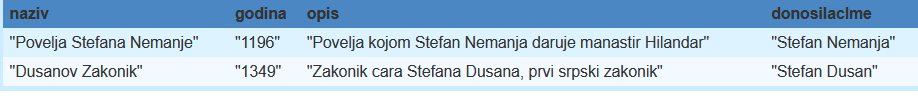 naziv godina opis donosilacIme
"Povelja Stefana Nemanje" "1196" "Povelja kojom Stefan Nemanja daruje manastir Hilandar" "Stefan Nemanja"
"Dusanov Zakonik" "1349" "Zakonik cara Stefana Dusana, prvi srpski zakonik" "Stefan Dusan"